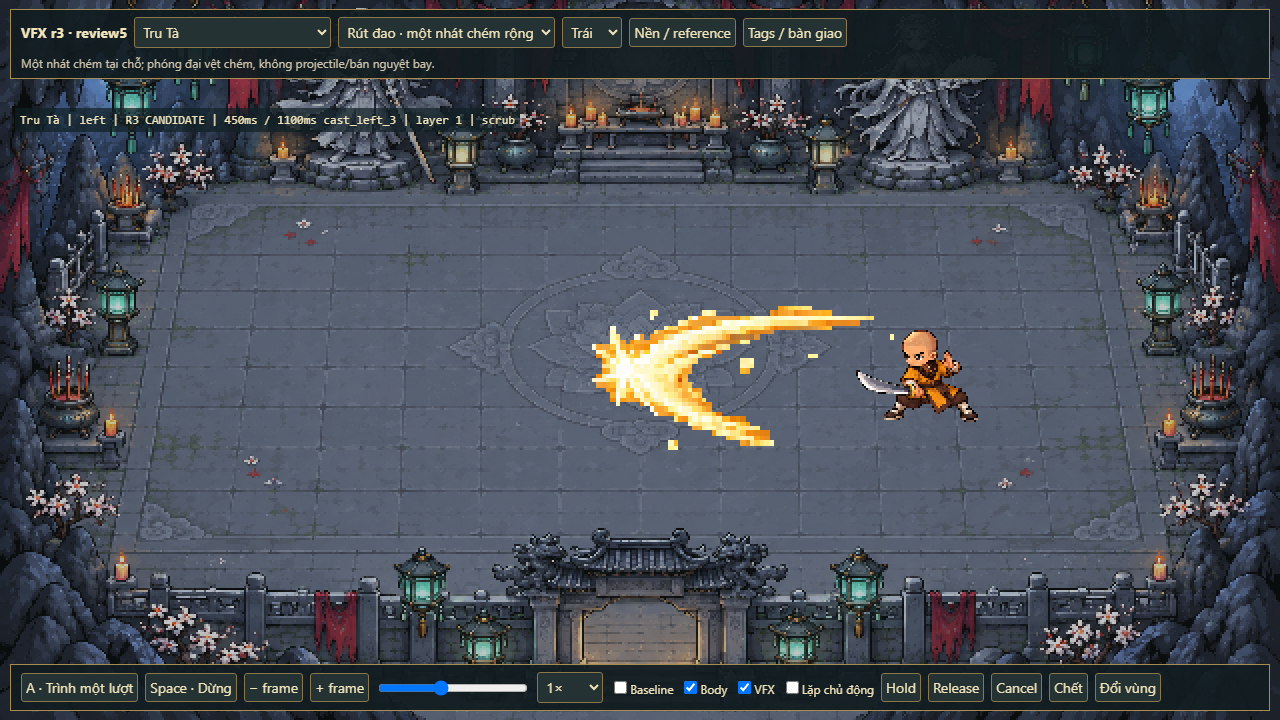 VFX r3 · review5 Tru Tà Rút đao · một nhát chém rộng Trái Nền / reference Tags / bàn giao
Một nhát chém tại chỗ; phóng đại vệt chém, không projectile/bán nguyệt bay.
Tru Tà | left | R3 CANDIDATE | 450ms / 1100ms cast_left_3 | layer 1 | scrub
A · Trình một lượt Space · Dừng − frame + frame 1× Baseline Body VFX Lặp chủ động Hold Release Cancel Chết Đổi vùng